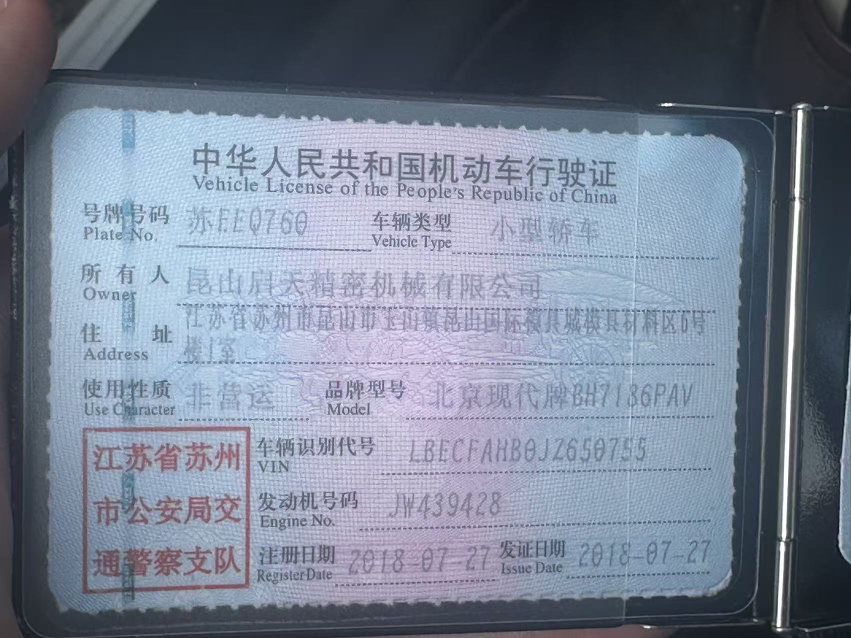 中华人民共和国机动车行驶证
Vehicle License of the People's Republic of China
号牌号码 苏EEQ760 车辆类型 小型轿车
Plate No. Vehicle Type
所有人 昆山启天精密机械有限公司
Owner
住址 江苏省苏州市昆山市玉山镇昆山国际模具城模具材料区6号
Address 楼1室
使用性质 非营运 品牌型号 北京现代牌BH7186PAV
Use Character Model
江苏省苏州
市公安局交
通警察支队
车辆识别代号 LBECFAHB0JZ650755
VIN
发动机号码 JW439428
Engine No.
注册日期 2018-07-27 发证日期 2018-07-27
Register Date Issue Date